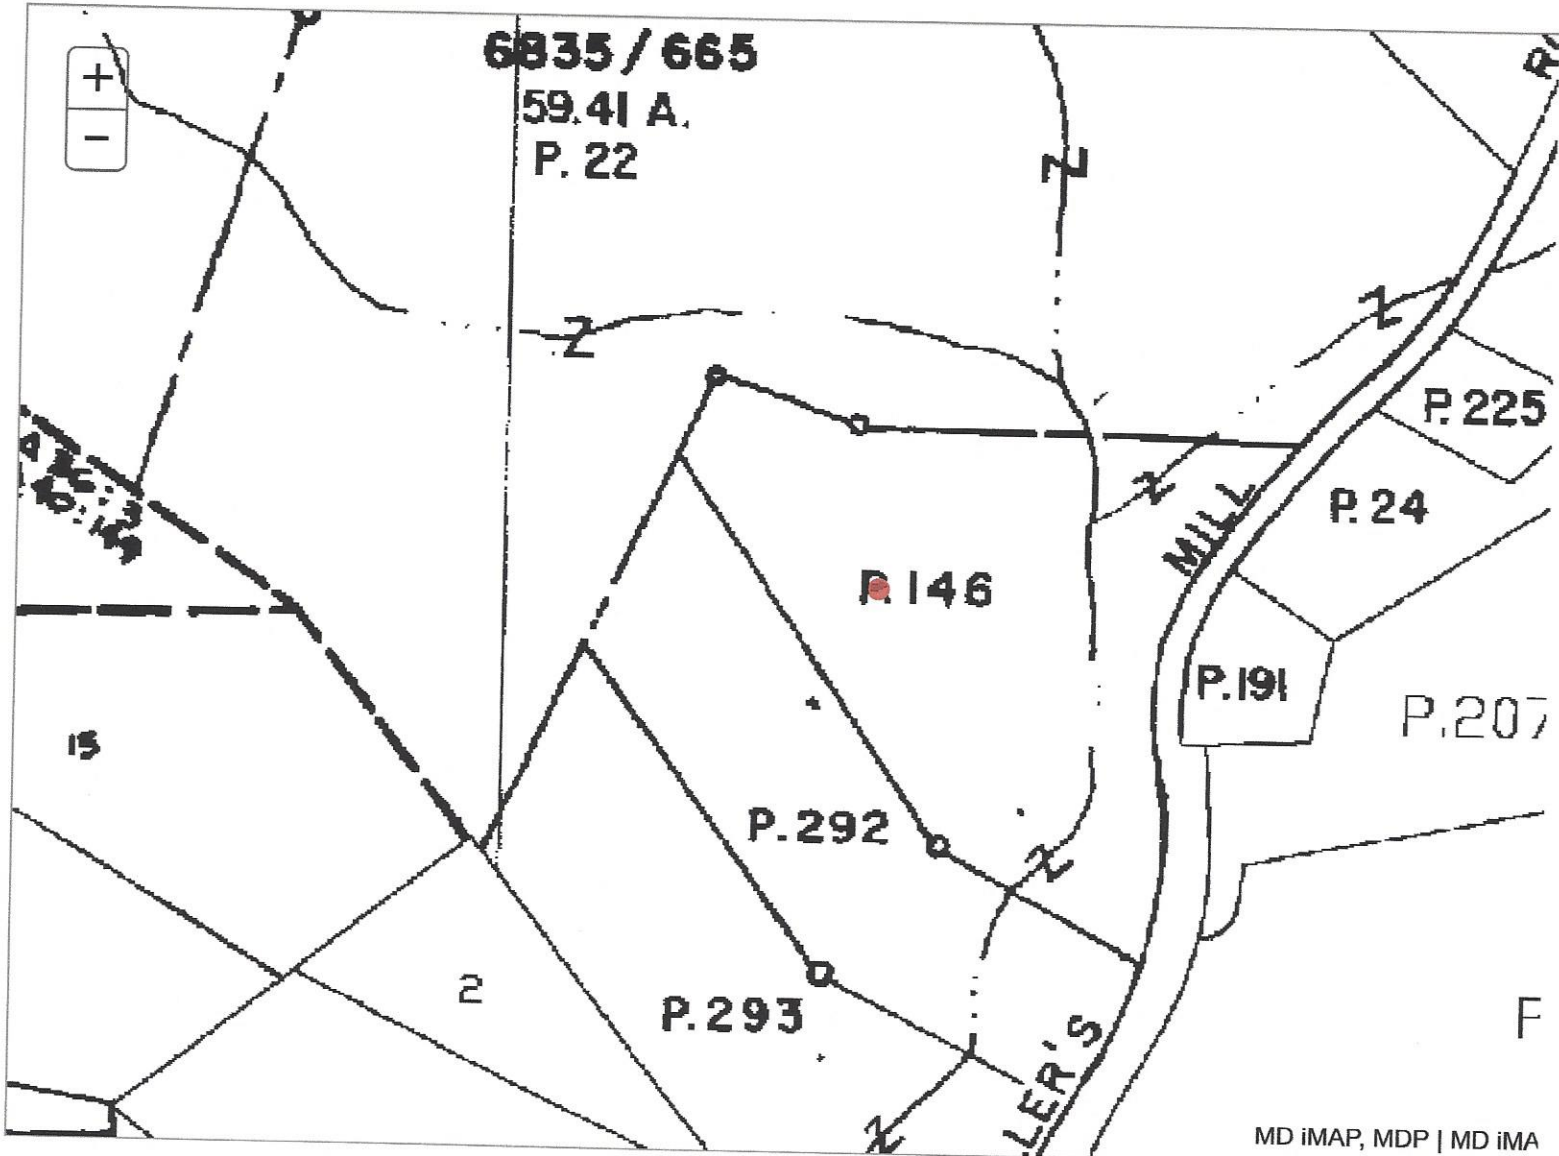 +
−
6835/665
59.41 A.
P. 22
Z
Z
Z
P. 225
P. 24
Z
MILL
P. 146
P. 191
P. 207
15
P. 292
Z
2
P. 293
LER'S
Z
MD iMAP, MDP | MD iMA